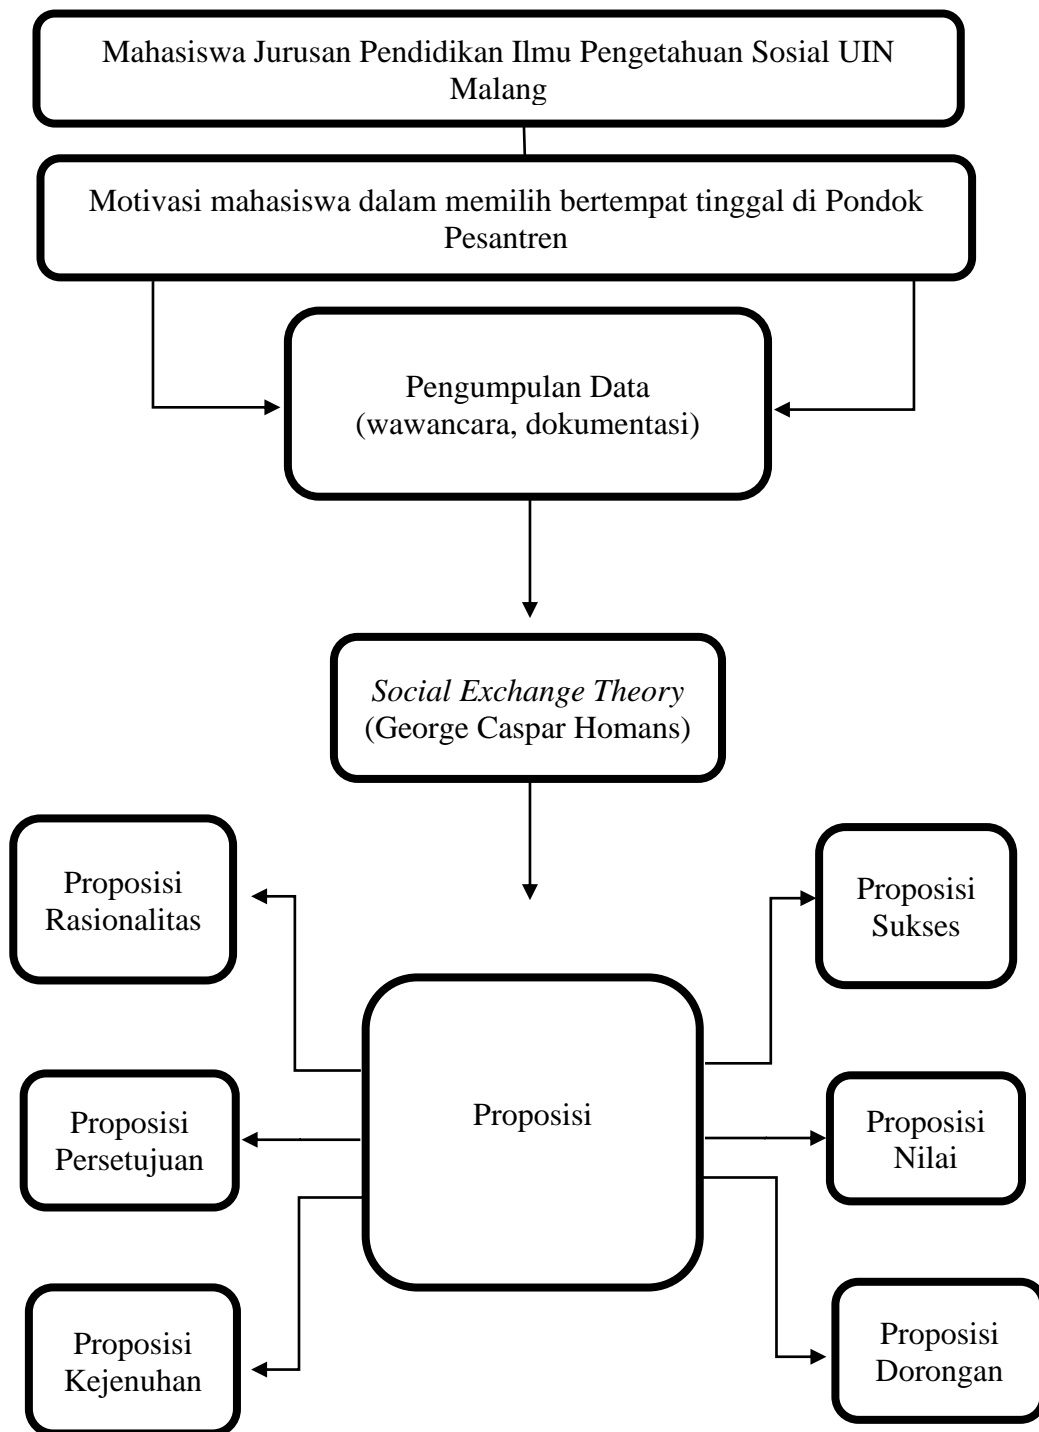 Mahasiswa Jurusan Pendidikan Ilmu Pengetahuan Sosial UIN
Malang
Motivasi mahasiswa dalam memilih bertempat tinggal di Pondok
Pesantren
Pengumpulan Data
(wawancara, dokumentasi)
Social Exchange Theory
(George Caspar Homans)
Proposisi
Rasionalitas
Proposisi
Sukses
Proposisi
Proposisi
Persetujuan
Proposisi
Nilai
Proposisi
Kejenuhan
Proposisi
Dorongan